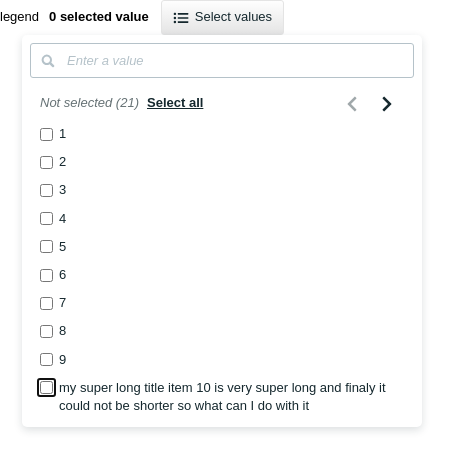 legend 0 selected value Select values
Enter a value
Not selected (21) Select all
1
2
3
4
5
6
7
8
9
my super long title item 10 is very super long and finaly it
could not be shorter so what can I do with it